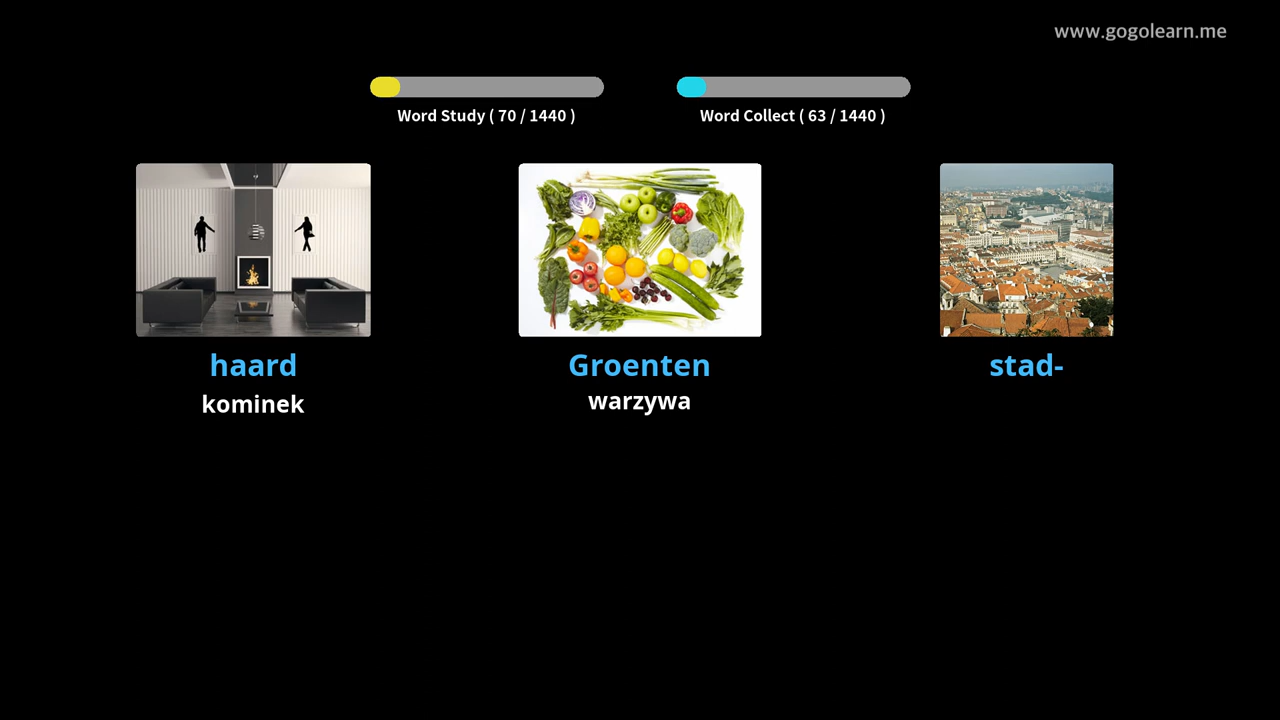 www.gogolearn.me
Word Study ( 70 / 1440 )
Word Collect ( 63 / 1440 )
haard
Groenten
stad-
kominek
warzywa